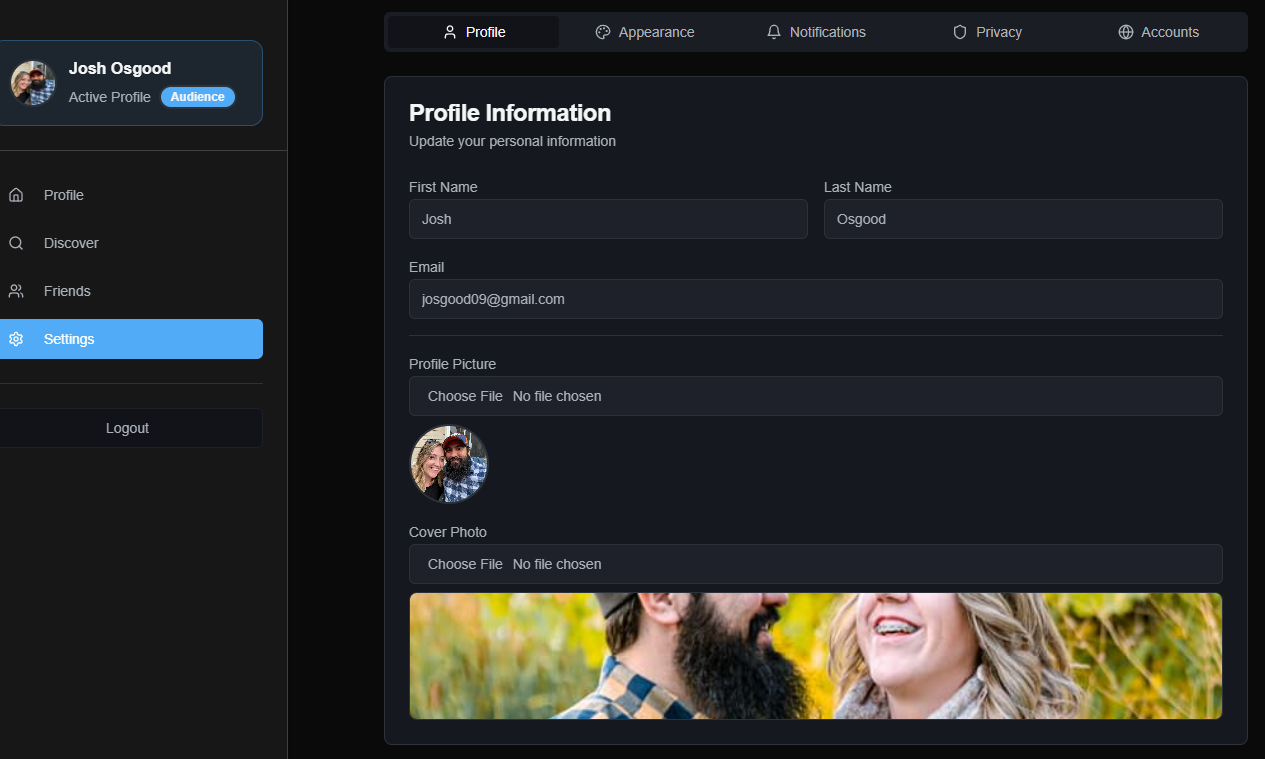 Josh Osgood
Active Profile Audience
Profile
Discover
Friends
Settings
Logout
Profile Appearance Notifications Privacy Accounts
Profile Information
Update your personal information
First Name Last Name
Josh Osgood
Email
josgood09@gmail.com
Profile Picture
Choose File No file chosen
Cover Photo
Choose File No file chosen